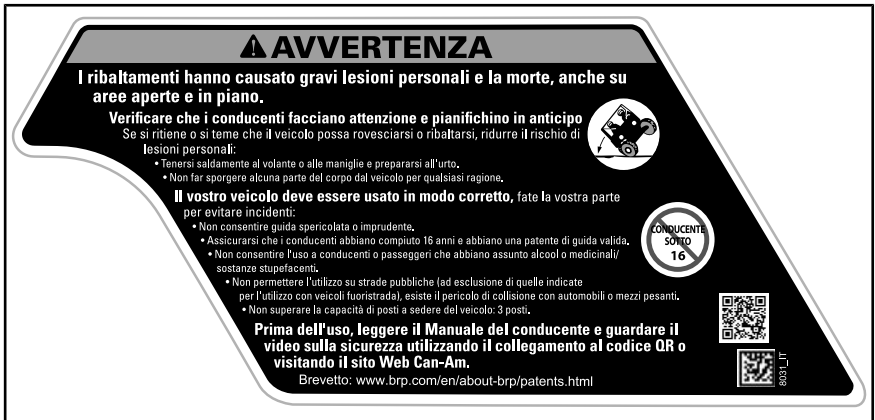 AVVERTENZA
I ribaltamenti hanno causato gravi lesioni personali e la morte, anche su
aree aperte e in piano.
Verificare che i conducenti facciano attenzione e pianifichino in anticipo
Se si ritiene o si teme che il veicolo possa rovesciarsi o ribaltarsi, ridurre il rischio di
lesioni personali:
• Tenersi saldamente al volante o alle maniglie e prepararsi all'urto.
• Non far sporgere alcuna parte del corpo dal veicolo per qualsiasi ragione.
Il vostro veicolo deve essere usato in modo corretto, fate la vostra parte
per evitare incidenti:
• Non consentire guida spericolata o imprudente.
• Assicurarsi che i conducenti abbiano compiuto 16 anni e abbiano una patente di guida valida.
• Non consentire l'uso a conducenti o passeggeri che abbiano assunto alcool o medicinali/
sostanze stupefacenti.
• Non permettere l'utilizzo su strade pubbliche (ad esclusione di quelle indicate
per l'utilizzo con veicoli fuoristrada), esiste il pericolo di collisione con automobili o mezzi pesanti.
• Non superare la capacità di posti a sedere del veicolo: 3 posti.
CONDUCENTE
SOTTO
16
Prima dell'uso, leggere il Manuale del conducente e guardare il
video sulla sicurezza utilizzando il collegamento al codice QR o
visitando il sito Web Can-Am.
Brevetto: www.brp.com/en/about-brp/patents.html
8031_IT